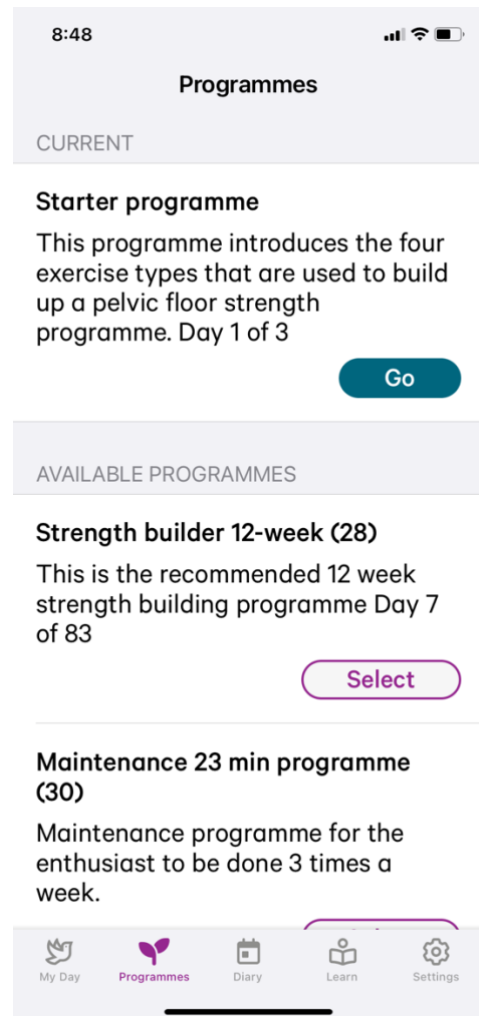 8:48
Programmes
CURRENT
Starter programme
This programme introduces the four
exercise types that are used to build
up a pelvic floor strength
programme. Day 1 of 3
Go
AVAILABLE PROGRAMMES
Strength builder 12-week (28)
This is the recommended 12 week
strength building programme Day 7
of 83
Select
Maintenance 23 min programme
(30)
Maintenance programme for the
enthusiast to be done 3 times a
week.
My Day Programmes Diary Learn Settings